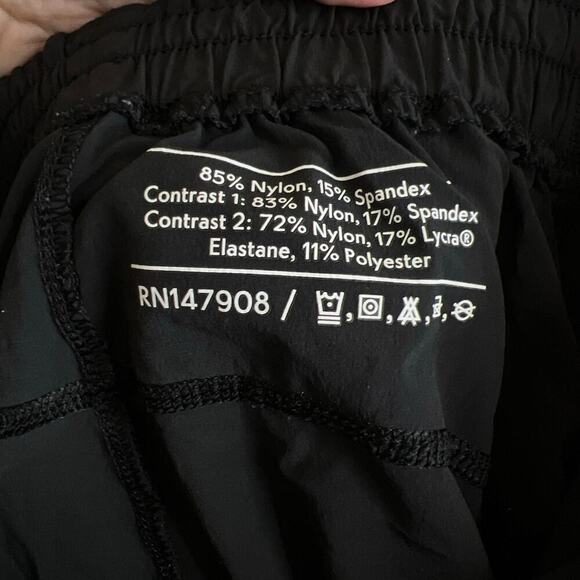 85% Nylon, 15% Spandex
Contrast 1: 83% Nylon, 17% Spandex
Contrast 2: 72% Nylon, 17% Lycra®
Elastane, 11% Polyester
RN147908 /